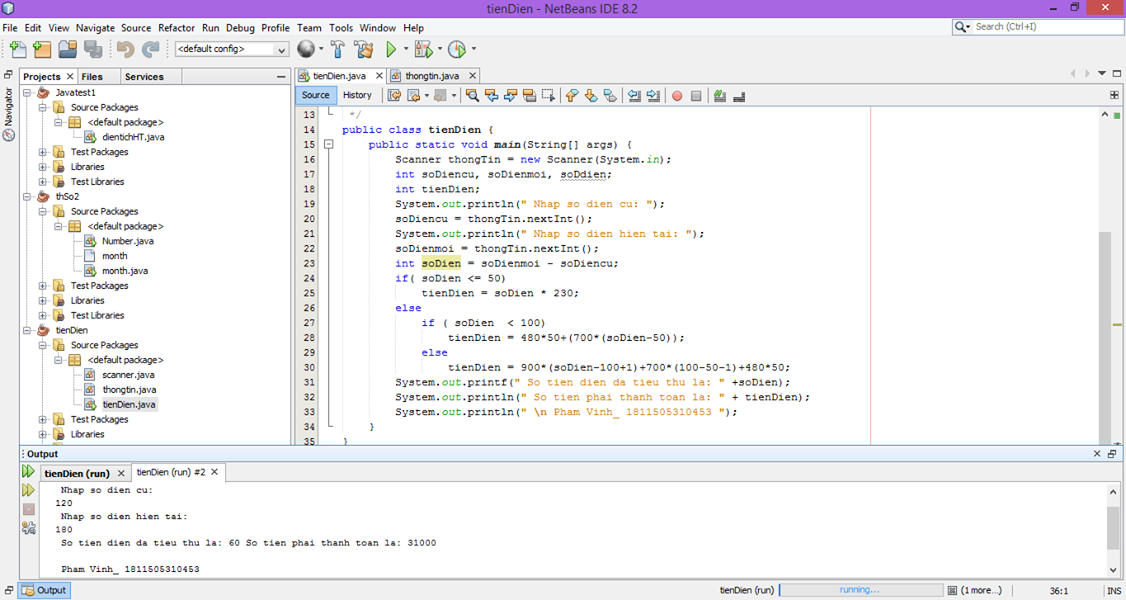 tienDien - NetBeans IDE 8.2
File Edit View Navigate Source Refactor Run Debug Profile Team Tools Window Help
Search (Ctrl+I)
<default config>
Projects Files Services
tienDien.java thongtin.java
Source History
Navigator
Javatest1
Source Packages
<default package>
dientichHT.java
Test Packages
Libraries
Test Libraries
thSo2
Source Packages
<default package>
Number.java
month
month.java
Test Packages
Libraries
Test Libraries
tienDien
Source Packages
<default package>
scanner.java
thongtin.java
tienDien.java
Test Packages
Libraries
13 */
14 public class tienDien {
15 public static void main(String[] args) {
16 Scanner thongTin = new Scanner(System.in);
17 int soDiencu, soDienmoi, soDdien;
18 int tienDien;
19 System.out.println(" Nhap so dien cu: ");
20 soDiencu = thongTin.nextInt();
21 System.out.println(" Nhap so dien hien tai: ");
22 soDienmoi = thongTin.nextInt();
23 int soDien = soDienmoi - soDiencu;
24 if( soDien <= 50)
25 tienDien = soDien * 230;
26 else
27 if ( soDien < 100)
28 tienDien = 480*50+(700*(soDien-50));
29 else
30 tienDien = 900*(soDien-100+1)+700*(100-50-1)+480*50;
31 System.out.printf(" So tien dien da tieu thu la: " +soDien);
32 System.out.println(" So tien phai thanh toan la: " + tienDien);
33 System.out.println(" \n Pham Vinh_ 1811505310453 ");
34 }
35 }
Output
tienDien (run) tienDien (run) #2
Nhap so dien cu:
120
Nhap so dien hien tai:
180
So tien dien da tieu thu la: 60 So tien phai thanh toan la: 31000
Pham Vinh_ 1811505310453
Output
tienDien (run) running... (1 more...) 36:1 INS